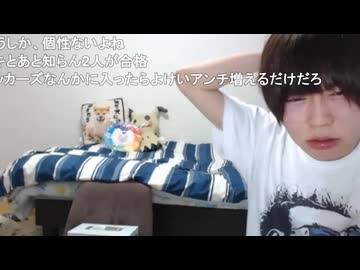 うしか、個性ないよね
キとあと知らん２人が合格
ッカーズなんかに入ったらよけいアンチ増えるだけだろ